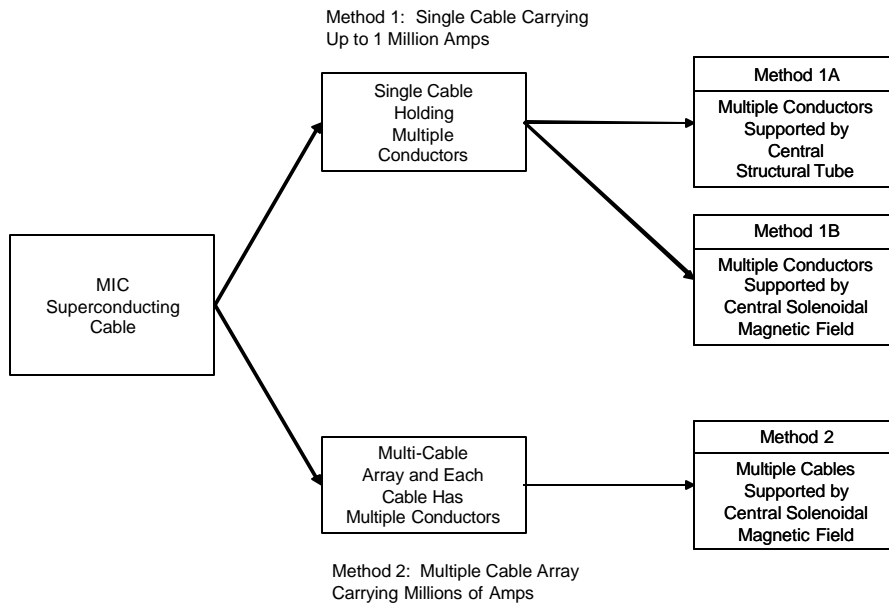 Method 1: Single Cable Carrying
Up to 1 Million Amps
Single Cable
Holding
Multiple
Conductors
Method 1A
Multiple Conductors
Supported by
Central
Structural Tube
Method 1B
Multiple Conductors
Supported by
Central Solenoidal
Magnetic Field
MIC
Superconducting
Cable
Multi-Cable
Array and Each
Cable Has
Multiple Conductors
Method 2
Multiple Cables
Supported by
Central Solenoidal
Magnetic Field
Method 2: Multiple Cable Array
Carrying Millions of Amps